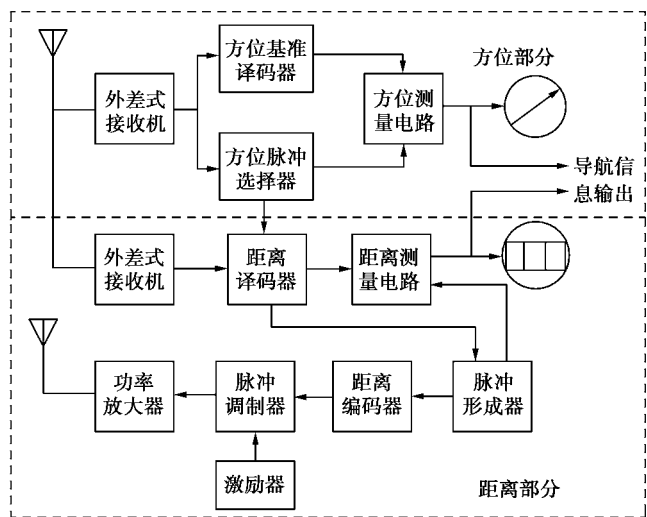 方位基准
译码器
方位部分
外差式
接收机
方位测
量电路
方位脉冲
选择器
导航信
息输出
外差式
接收机
距离
译码器
距离测
量电路
功率
放大器
脉冲
调制器
距离
编码器
脉冲
形成器
激励器
距离部分